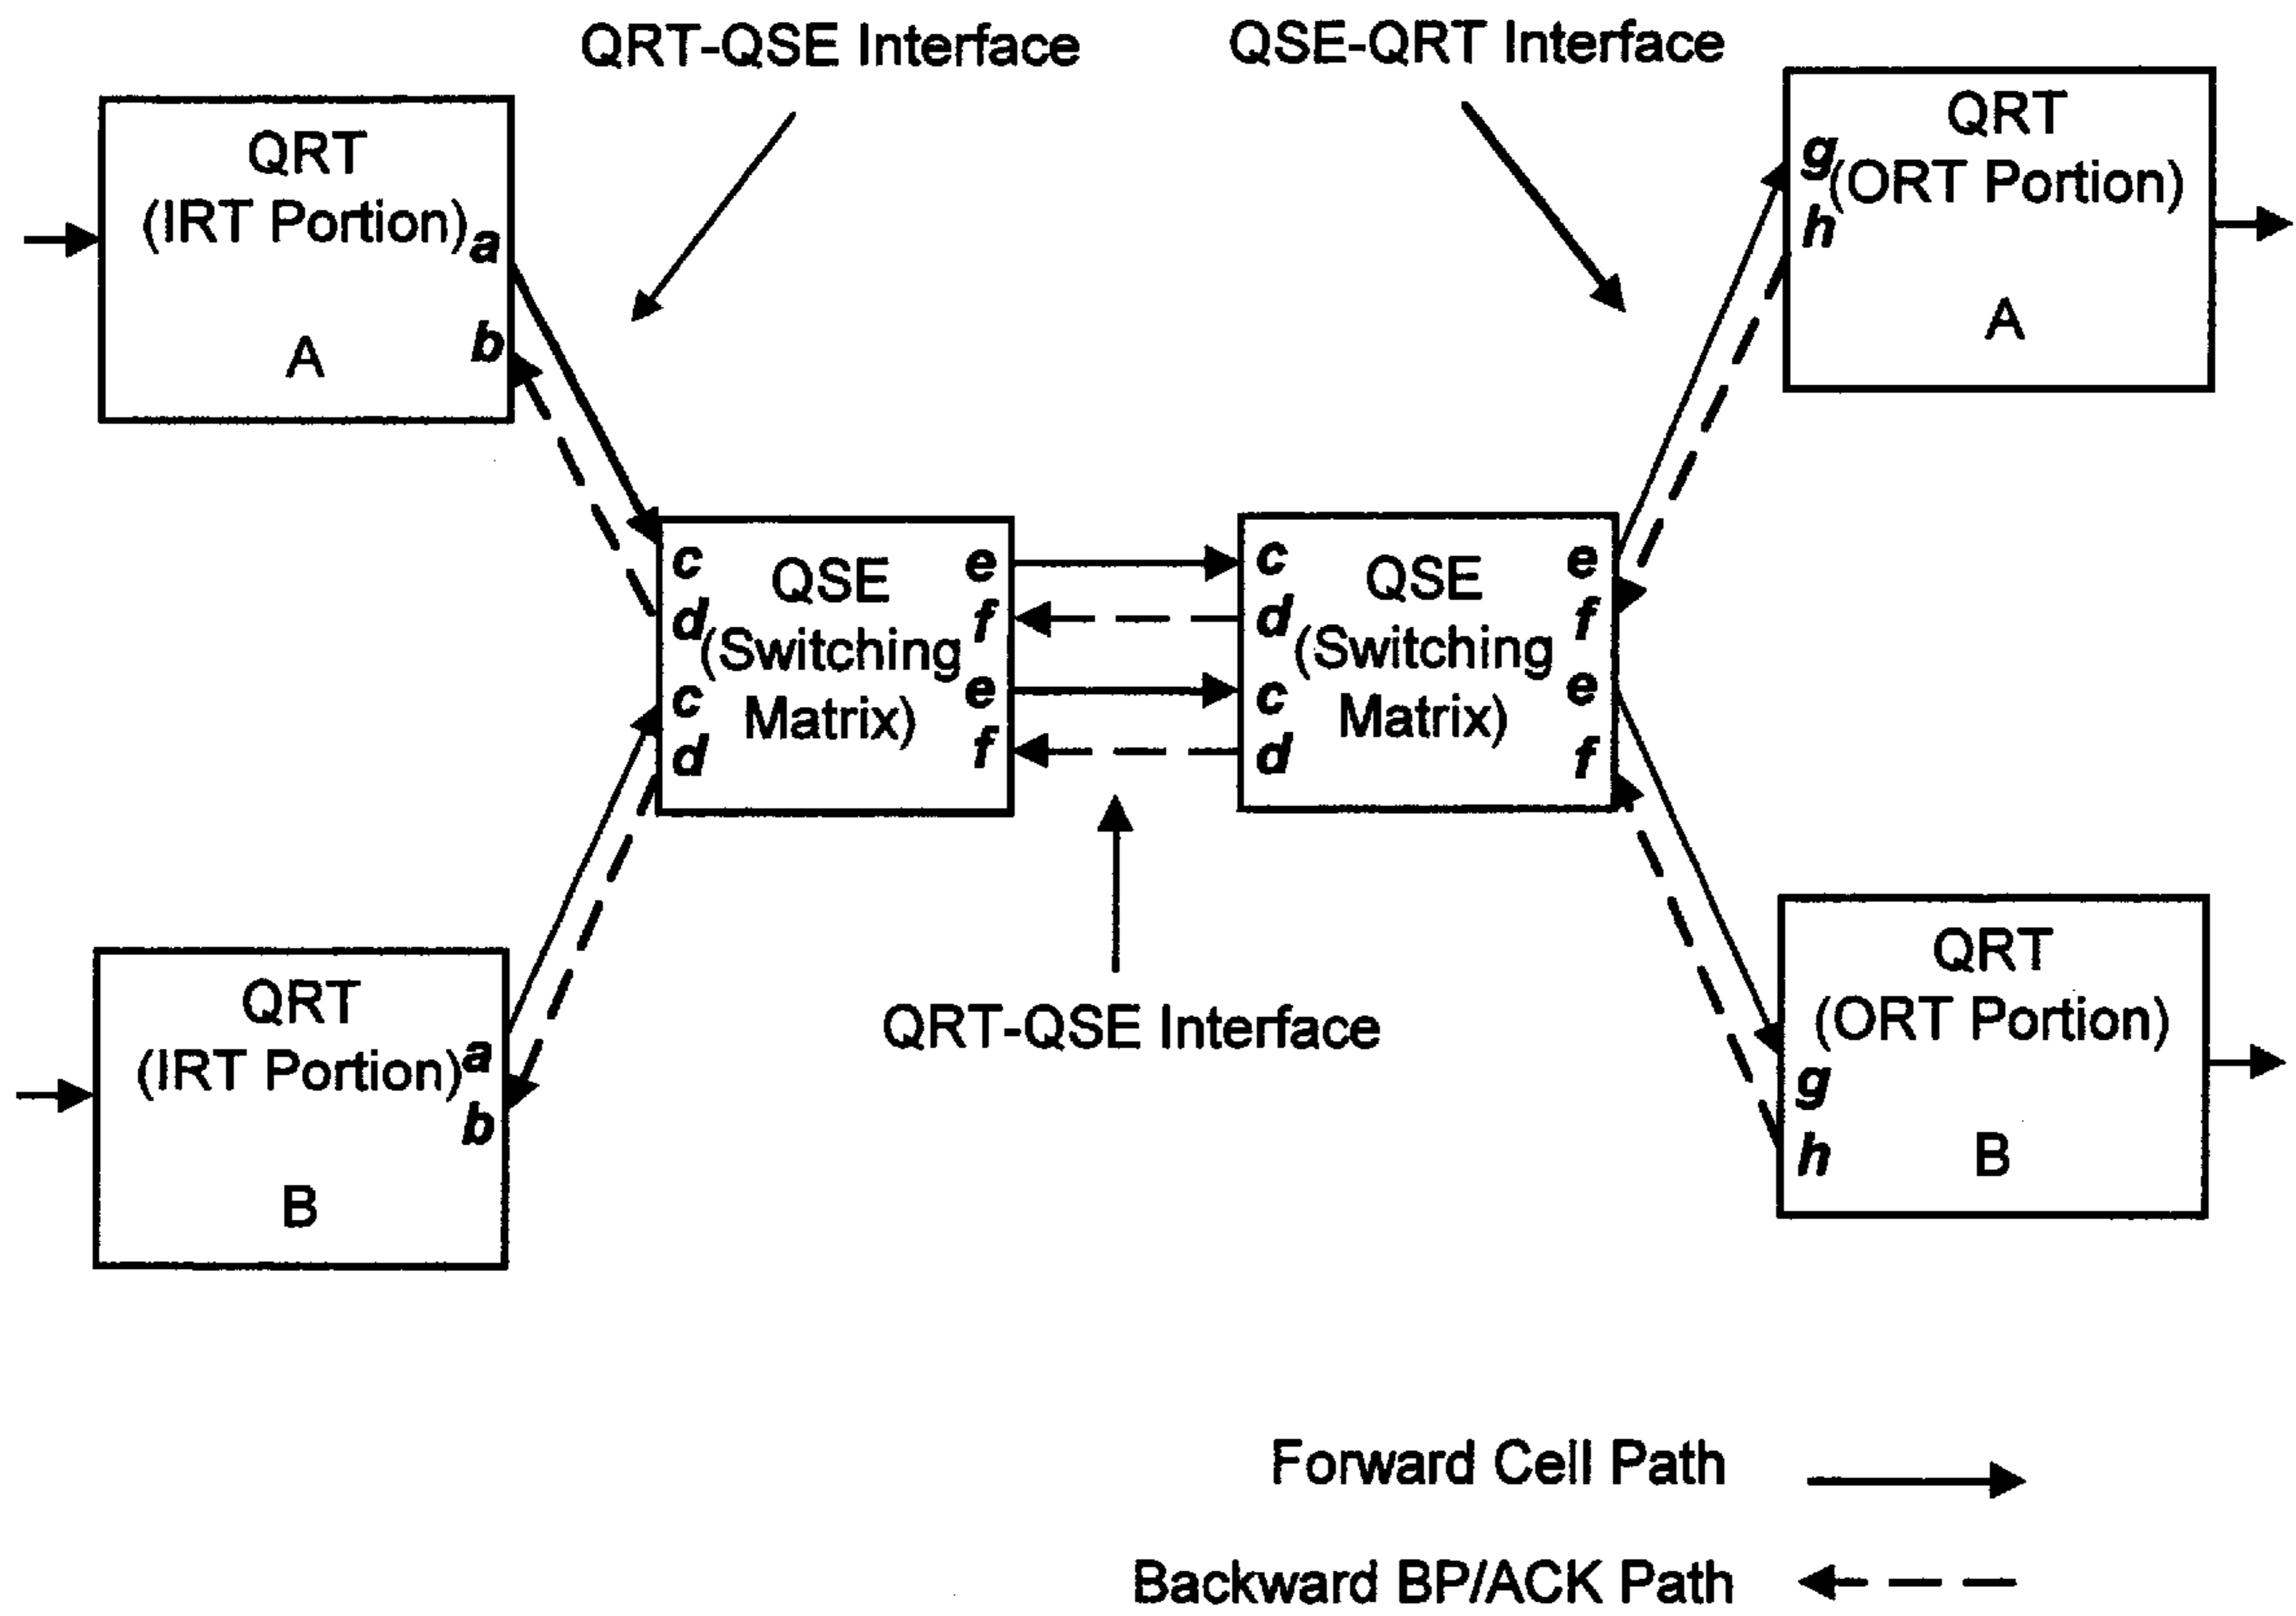 QRT-QSE Interface
QSE-QRT Interface
QRT
(IRT Portion)
a
b
A
QRT
g
(ORT Portion)
h
A
c
QSE
e
d
(Switching
f
c
Matrix)
e
d
f
c
QSE
e
d
(Switching
f
c
Matrix)
e
d
f
QRT
(IRT Portion)
a
b
B
QRT-QSE Interface
QRT
(ORT Portion)
g
h
B
Forward Cell Path
Backward BP/ACK Path